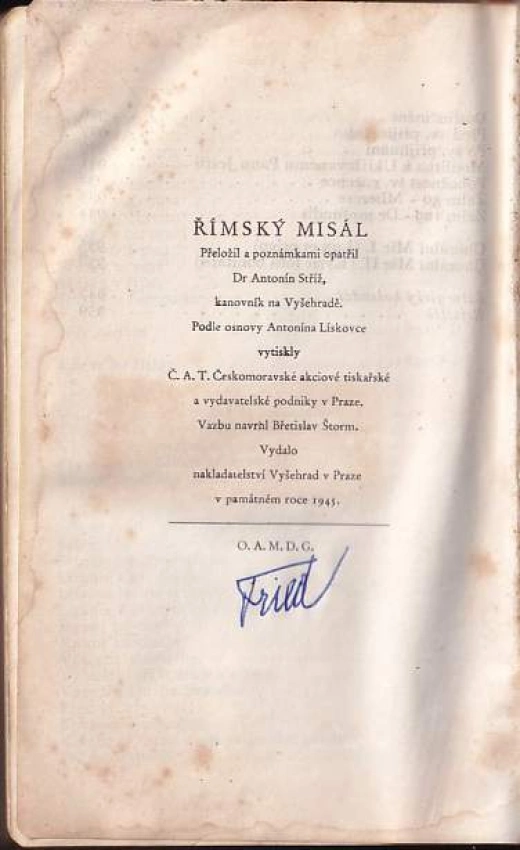 ŘÍMSKÝ MISÁL
Přeložil a poznámkami opatřil
Dr Antonín Stříž,
kanovník na Vyšehradě.
Podle osnovy Antonína Lískovce
vytiskly
Č. A. T. Českomoravské akciové tiskařské
a vydavatelské podniky v Praze.
Vazbu navrhl Břetislav Štorm.
Vydalo
nakladatelství Vyšehrad v Praze
v památném roce 1945.
O. A. M. D. G.
Fried